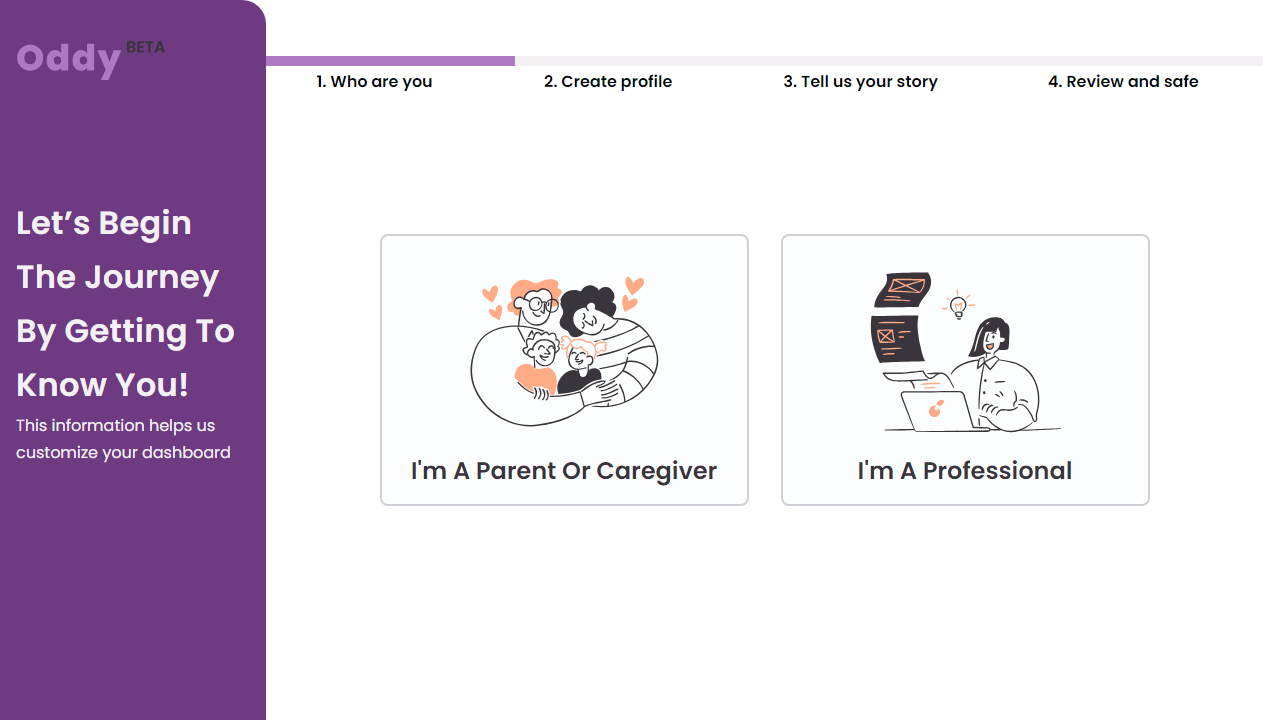 Oddy BETA
1. Who are you
2. Create profile
3. Tell us your story
4. Review and safe
Let’s Begin
The Journey
By Getting To
Know You!
This information helps us
customize your dashboard
I'm A Parent Or Caregiver
I'm A Professional